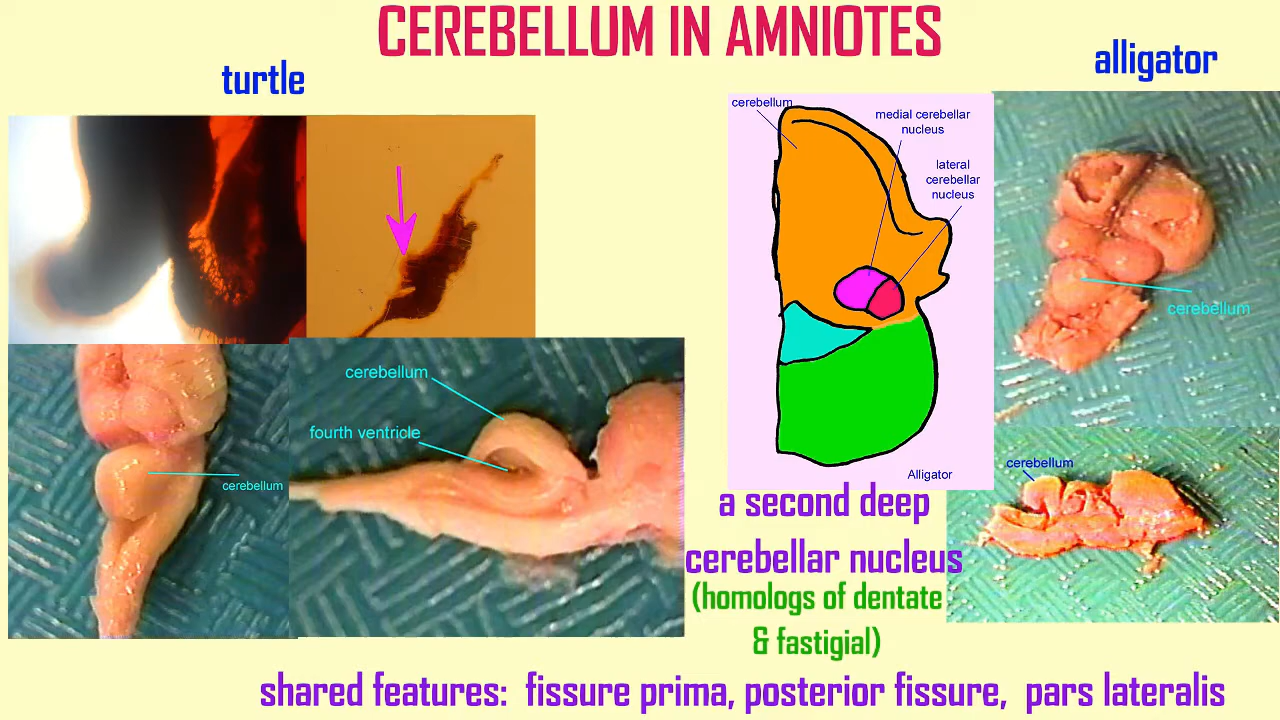 CEREBELLUM IN AMNIOTES
turtle
alligator
cerebellum
medial cerebellar
nucleus
lateral
cerebellar
nucleus
Alligator
cerebellum
cerebellum
fourth ventricle
cerebellum
cerebellum
a second deep
cerebellar nucleus
(homologs of dentate
& fastigial)
shared features: fissure prima, posterior fissure, pars lateralis